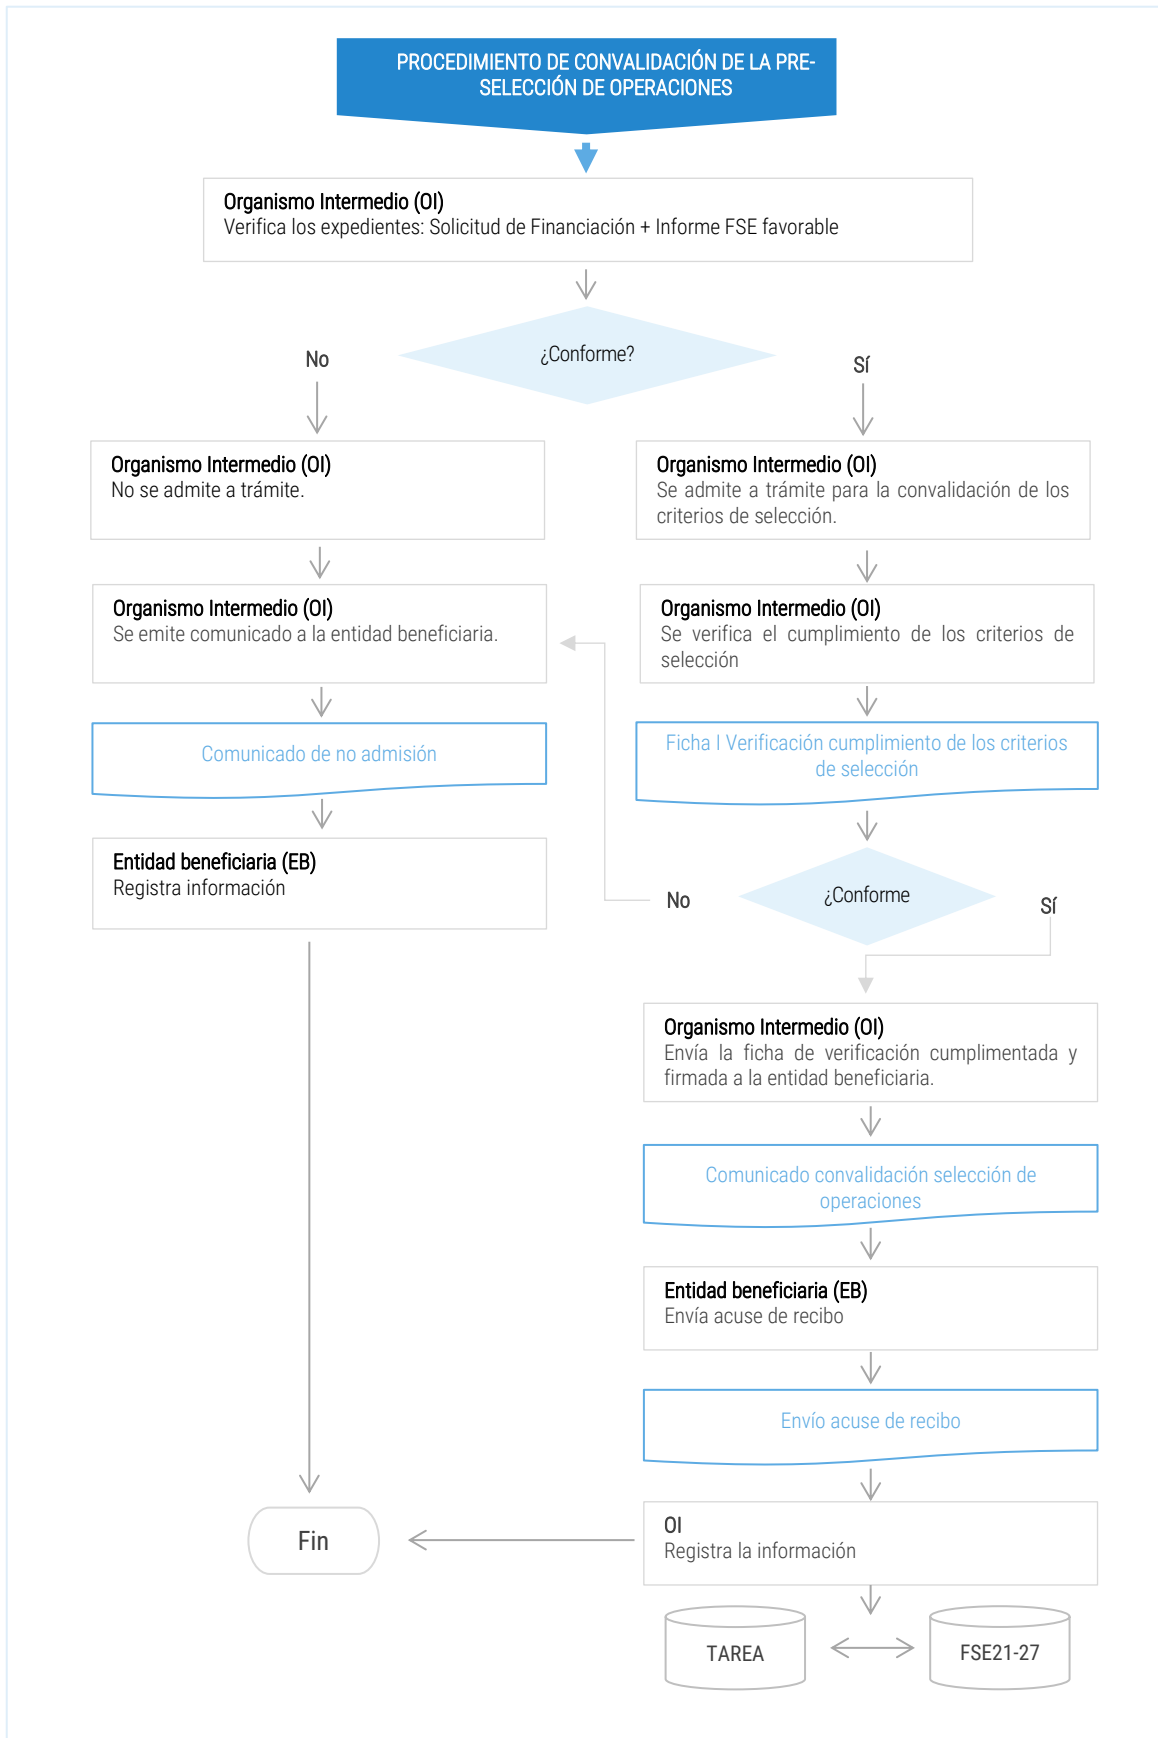 PROCEDIMIENTO DE CONVALIDACIÓN DE LA PRE-
SELECCIÓN DE OPERACIONES
Organismo Intermedio (OI)
Verifica los expedientes: Solicitud de Financiación + Informe FSE favorable
¿Conforme?
No
Sí
Organismo Intermedio (OI)
No se admite a trámite.
Organismo Intermedio (OI)
Se admite a trámite para la convalidación de los
criterios de selección.
Organismo Intermedio (OI)
Se emite comunicado a la entidad beneficiaria.
Organismo Intermedio (OI)
Se verifica el cumplimiento de los criterios de
selección
Comunicado de no admisión
Ficha I Verificación cumplimiento de los criterios
de selección
Entidad beneficiaria (EB)
Registra información
No
¿Conforme
Sí
Organismo Intermedio (OI)
Envía la ficha de verificación cumplimentada y
firmada a la entidad beneficiaria.
Comunicado convalidación selección de
operaciones
Entidad beneficiaria (EB)
Envía acuse de recibo
Envío acuse de recibo
Fin
OI
Registra la información
TAREA
FSE21-27